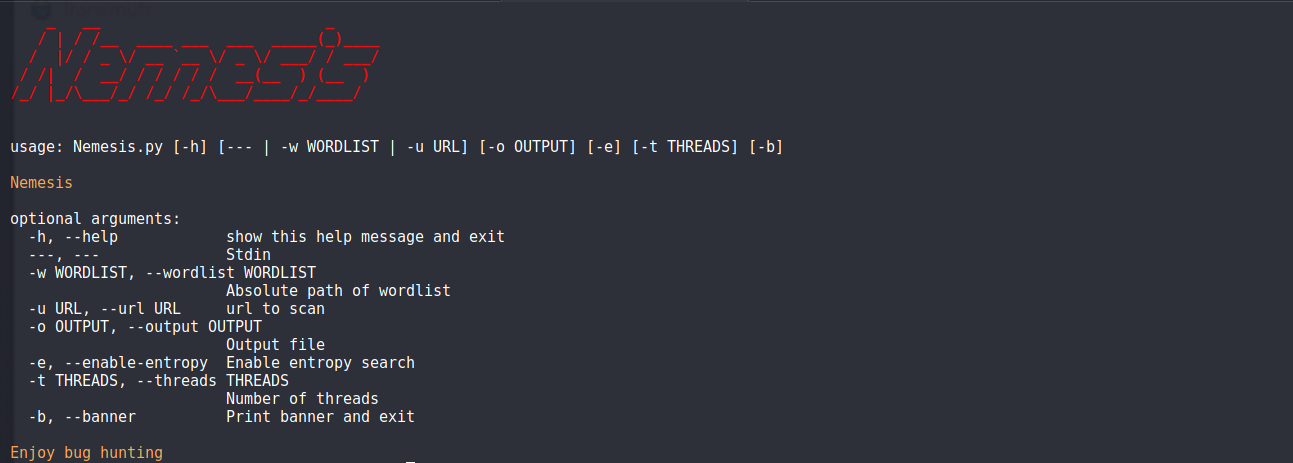 Nemesis
usage: Nemesis.py [-h] [--- | -w WORDLIST | -u URL] [-o OUTPUT] [-e] [-t THREADS] [-b]
Nemesis
optional arguments:
-h, --help show this help message and exit
---, --- Stdin
-w WORDLIST, --wordlist WORDLIST
Absolute path of wordlist
-u URL, --url URL url to scan
-o OUTPUT, --output OUTPUT
Output file
-e, --enable-entropy Enable entropy search
-t THREADS, --threads THREADS
Number of threads
-b, --banner Print banner and exit
Enjoy bug hunting